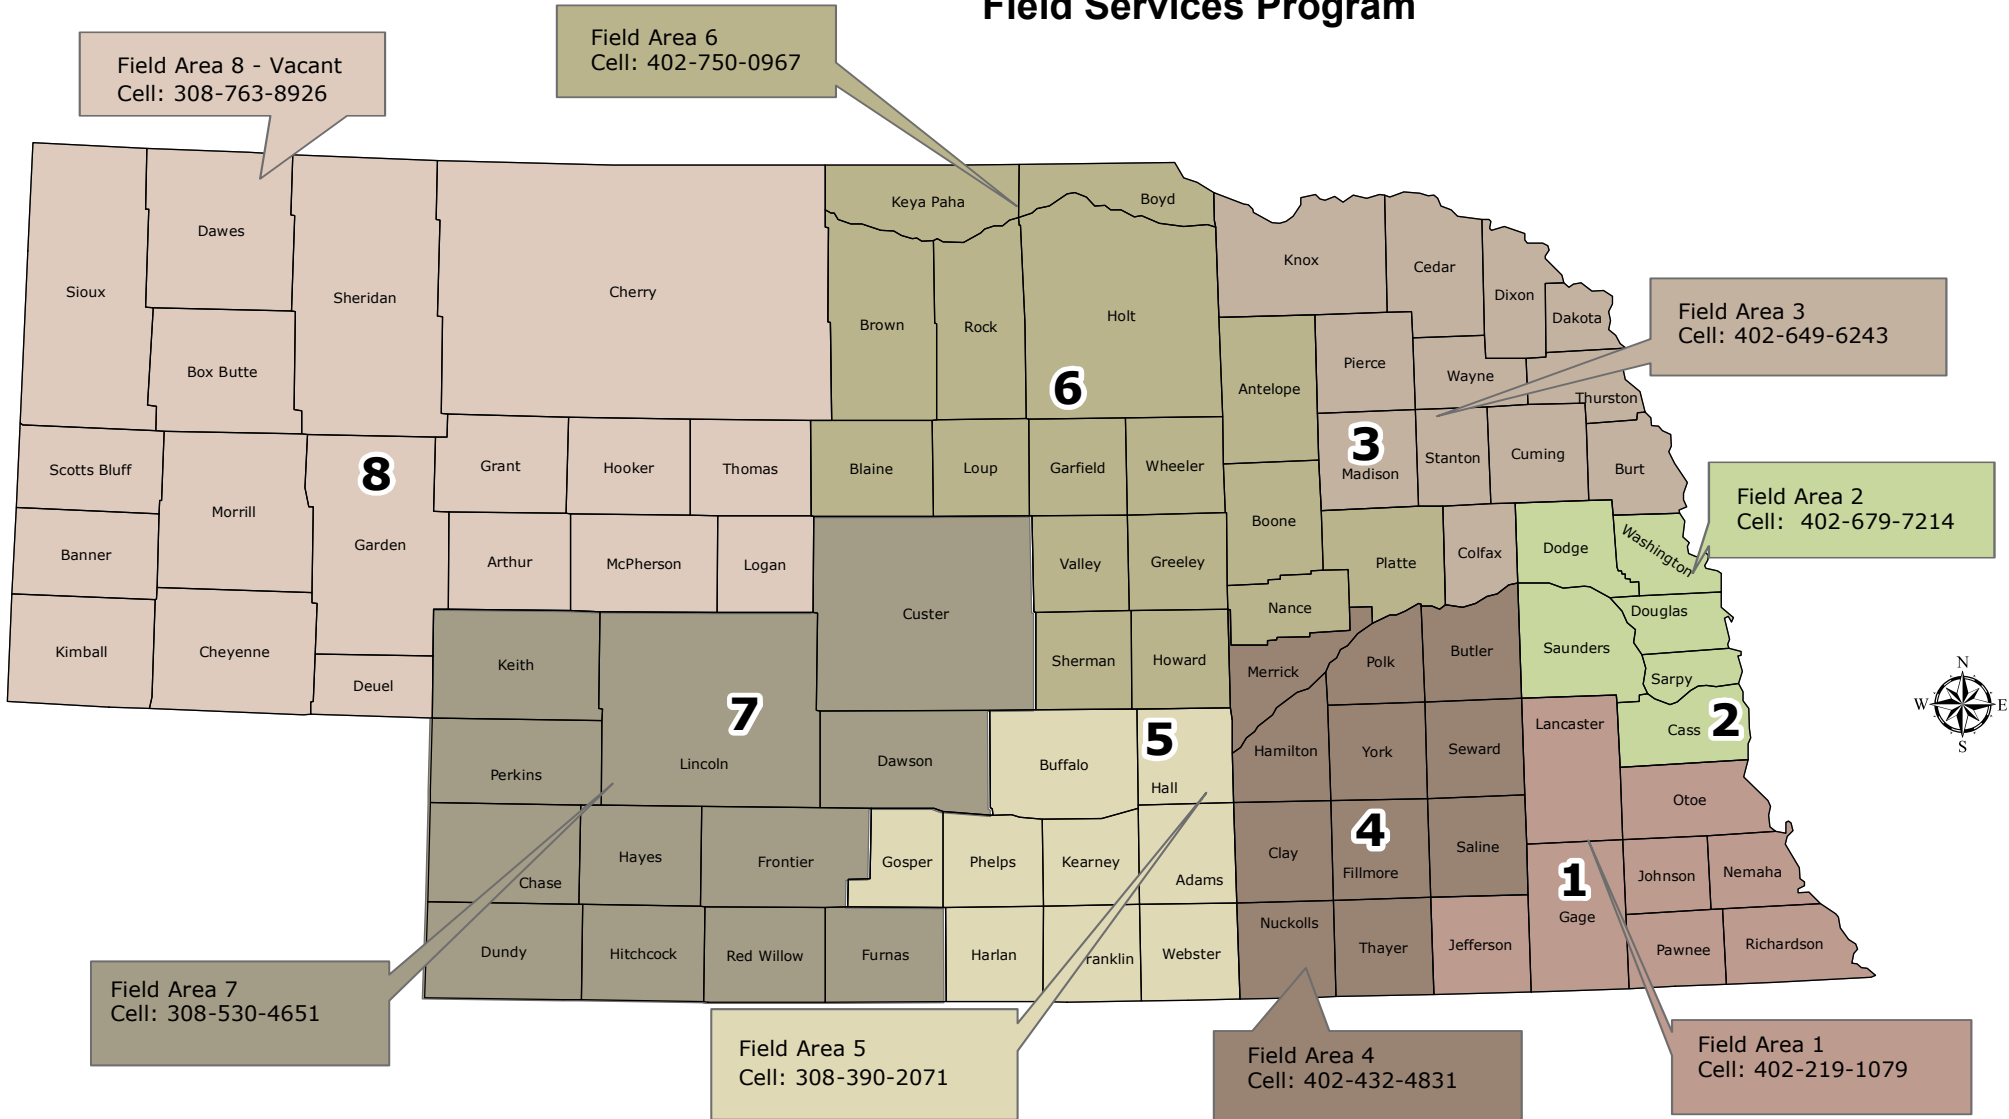 Field Services Program
Field Area 6
Cell: 402-750-0967
Field Area 8 - Vacant
Cell: 308-763-8926
Keya Paha
Boyd
Dawes
Knox
Cedar
Sioux
Sheridan
Cherry
Dixon
Brown
Rock
Holt
Dakota
Field Area 3
Cell: 402-649-6243
Box Butte
6
Antelope
Pierce
Wayne
Thurston
Scotts Bluff
8
Grant
Hooker
Thomas
Blaine
Loup
Garfield
Wheeler
3
Madison
Stanton
Cuming
Burt
Field Area 2
Cell: 402-679-7214
Morrill
Garden
Boone
Banner
Arthur
McPherson
Logan
Valley
Greeley
Platte
Colfax
Dodge
Washington
Custer
Nance
Douglas
Kimball
Cheyenne
Keith
Sherman
Howard
Merrick
Polk
Butler
Saunders
Sarpy
N
W
E
S
Deuel
7
5
Lancaster
Cass
2
Perkins
Lincoln
Dawson
Buffalo
Hall
Hamilton
York
Seward
Otoe
Chase
Hayes
Frontier
Gosper
Phelps
Kearney
Adams
Clay
4
Fillmore
Saline
1
Gage
Johnson
Nemaha
Dundy
Hitchcock
Red Willow
Furnas
Harlan
ranklin
Webster
Nuckolls
Thayer
Jefferson
Pawnee
Richardson
Field Area 7
Cell: 308-530-4651
Field Area 5
Cell: 308-390-2071
Field Area 4
Cell: 402-432-4831
Field Area 1
Cell: 402-219-1079